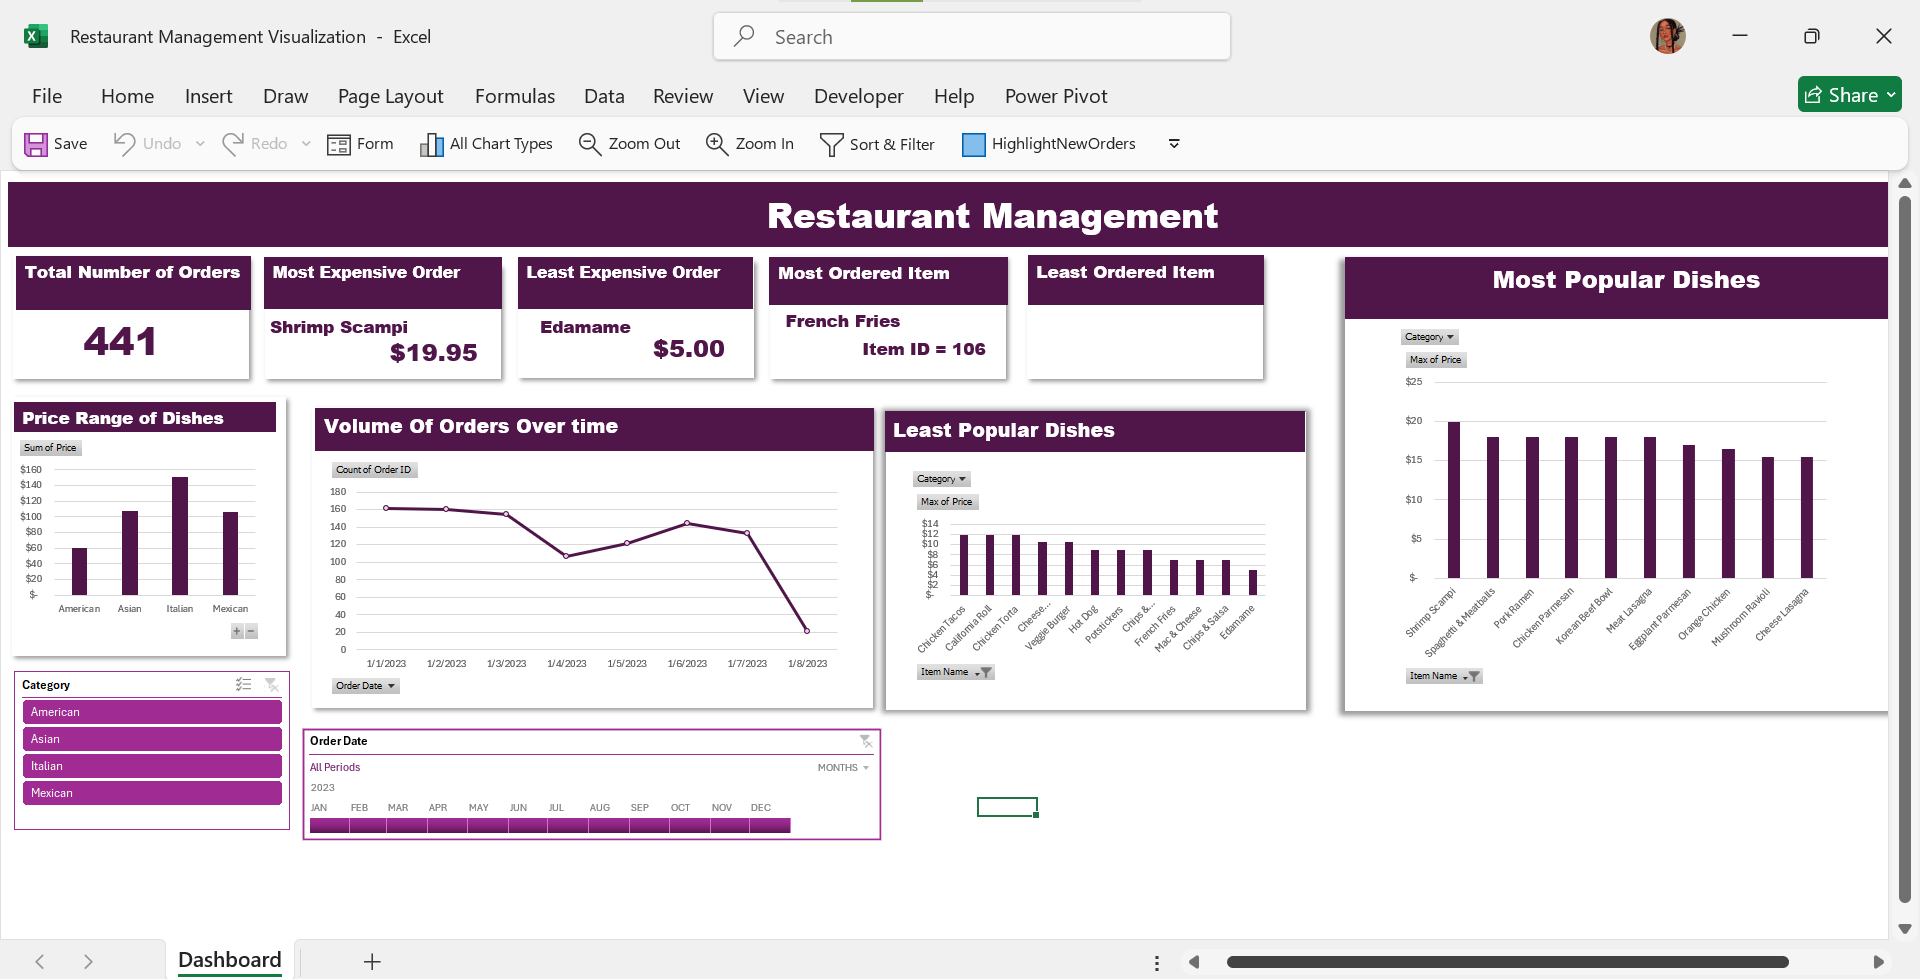 Restaurant Management Visualization - Excel
Search
File Home Insert Draw Page Layout Formulas Data Review View Developer Help Power Pivot
Share
Save Undo Redo Form All Chart Types Zoom Out Zoom In Sort & Filter HighlightNewOrders
Restaurant Management
Total Number of Orders
441
Most Expensive Order
Shrimp Scampi
$19.95
Least Expensive Order
Edamame
$5.00
Most Ordered Item
French Fries
Item ID = 106
Least Ordered Item
Most Popular Dishes
Category
Max of Price
$25
$20
$15
$10
$5
$-
Shrimp Scampi
Spaghetti & Meatballs
Pork Ramen
Chicken Parmesan
Korean Beef Bowl
Meat Lasagna
Eggplant Parmesan
Orange Chicken
Mushroom Ravioli
Cheese Lasagna
Item Name
Price Range of Dishes
Sum of Price
$160
$140
$120
$100
$80
$60
$40
$20
$-
American Asian Italian Mexican
+ −
Volume Of Orders Over time
Count of Order ID
180
160
140
120
100
80
60
40
20
0
1/1/2023 1/2/2023 1/3/2023 1/4/2023 1/5/2023 1/6/2023 1/7/2023 1/8/2023
Order Date
Least Popular Dishes
Category
Max of Price
$14
$12
$10
$8
$6
$4
$2
$-
Chicken Tacos
California Roll
Chicken Torta
Cheese...
Veggie Burger
Hot Dog
Potstickers
Chips &...
French Fries
Mac & Cheese
Chips & Salsa
Edamame
Item Name
Category
American
Asian
Italian
Mexican
Order Date
All Periods
MONTHS
2023
JAN FEB MAR APR MAY JUN JUL AUG SEP OCT NOV DEC
Dashboard